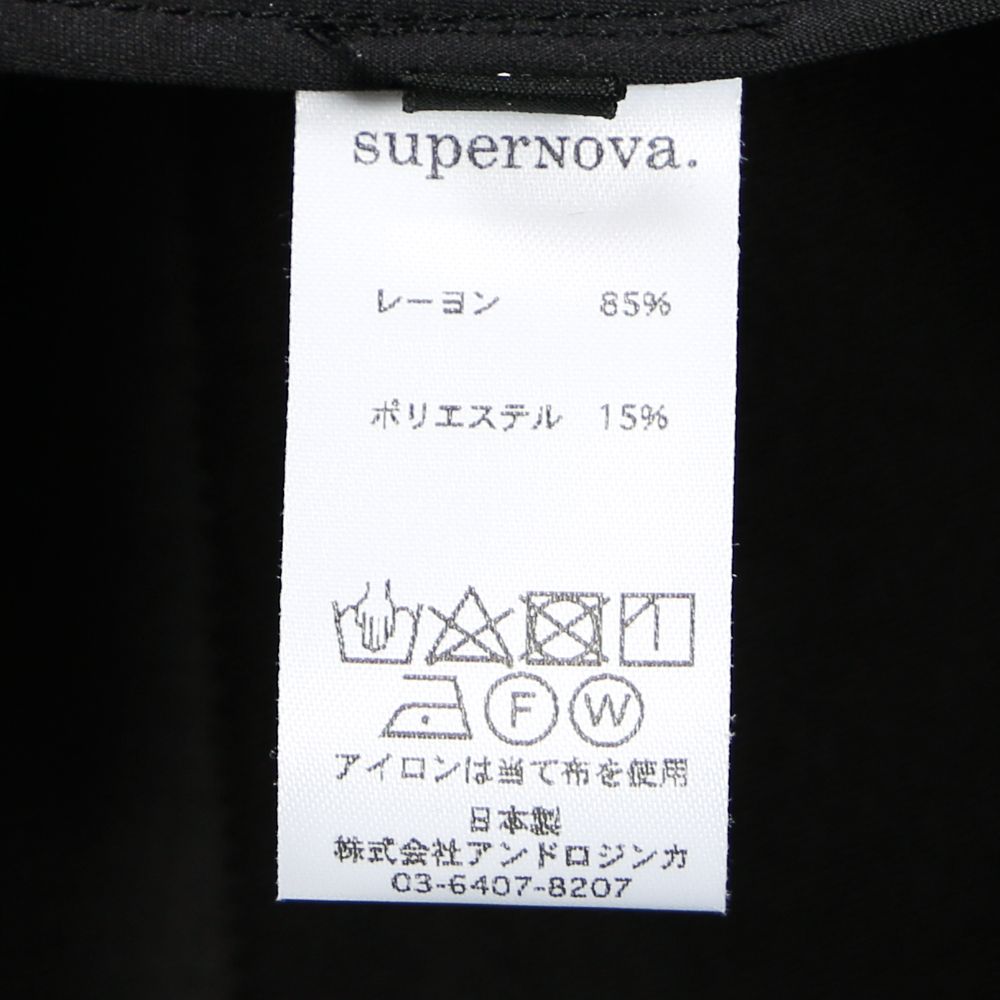 superNova.
レーヨン 85%
ポリエステル 15%
F W
アイロンは当て布を使用
日本製
株式会社アンドロジンカ
03-6407-8207